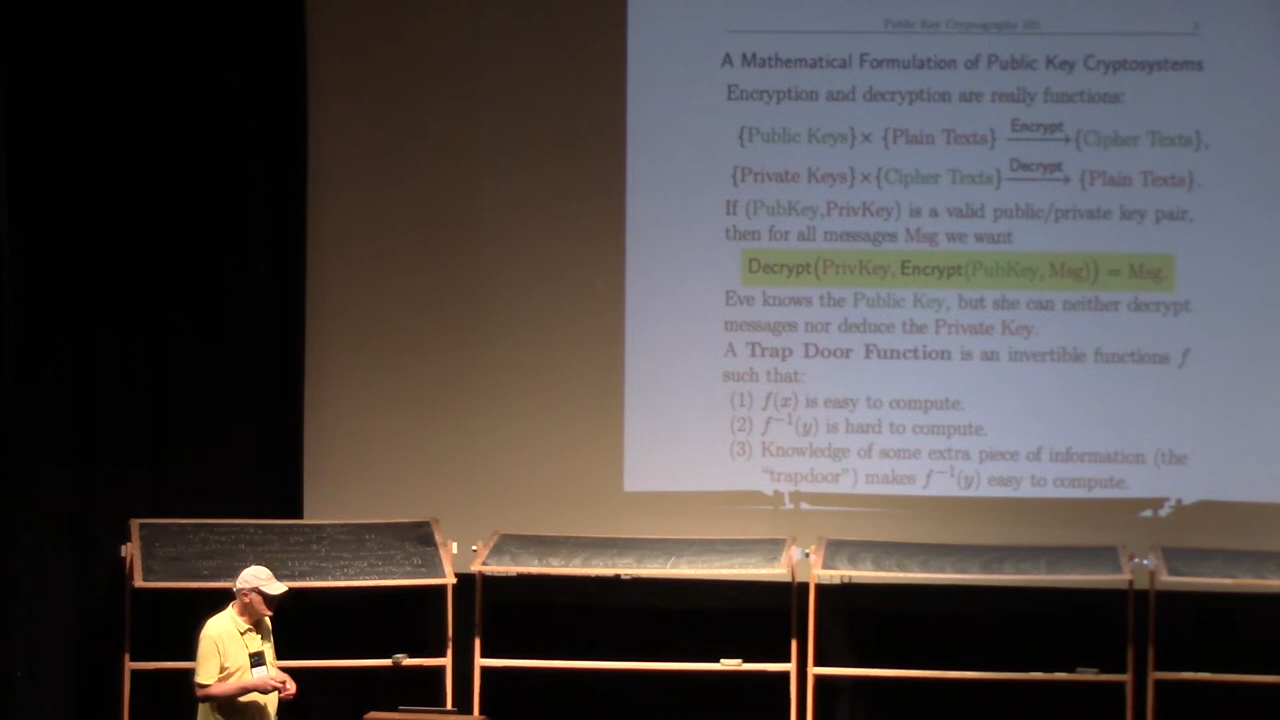 Public Key Cryptography 101
A Mathematical Formulation of Public Key Cryptosystems
Encryption and decryption are really functions:
{Public Keys}× {Plain Texts} Encrypt⟶ {Cipher Texts},
{Private Keys}×{Cipher Texts} Decrypt⟶ {Plain Texts}.
If (PubKey,PrivKey) is a valid public/private key pair,
then for all messages Msg we want
Decrypt(PrivKey, Encrypt(PubKey, Msg)) = Msg.
Eve knows the Public Key, but she can neither decrypt
messages nor deduce the Private Key.
A Trap Door Function is an invertible functions f
such that:
(1) f(x) is easy to compute.
(2) f⁻¹(y) is hard to compute.
(3) Knowledge of some extra piece of information (the
"trapdoor") makes f⁻¹(y) easy to compute.